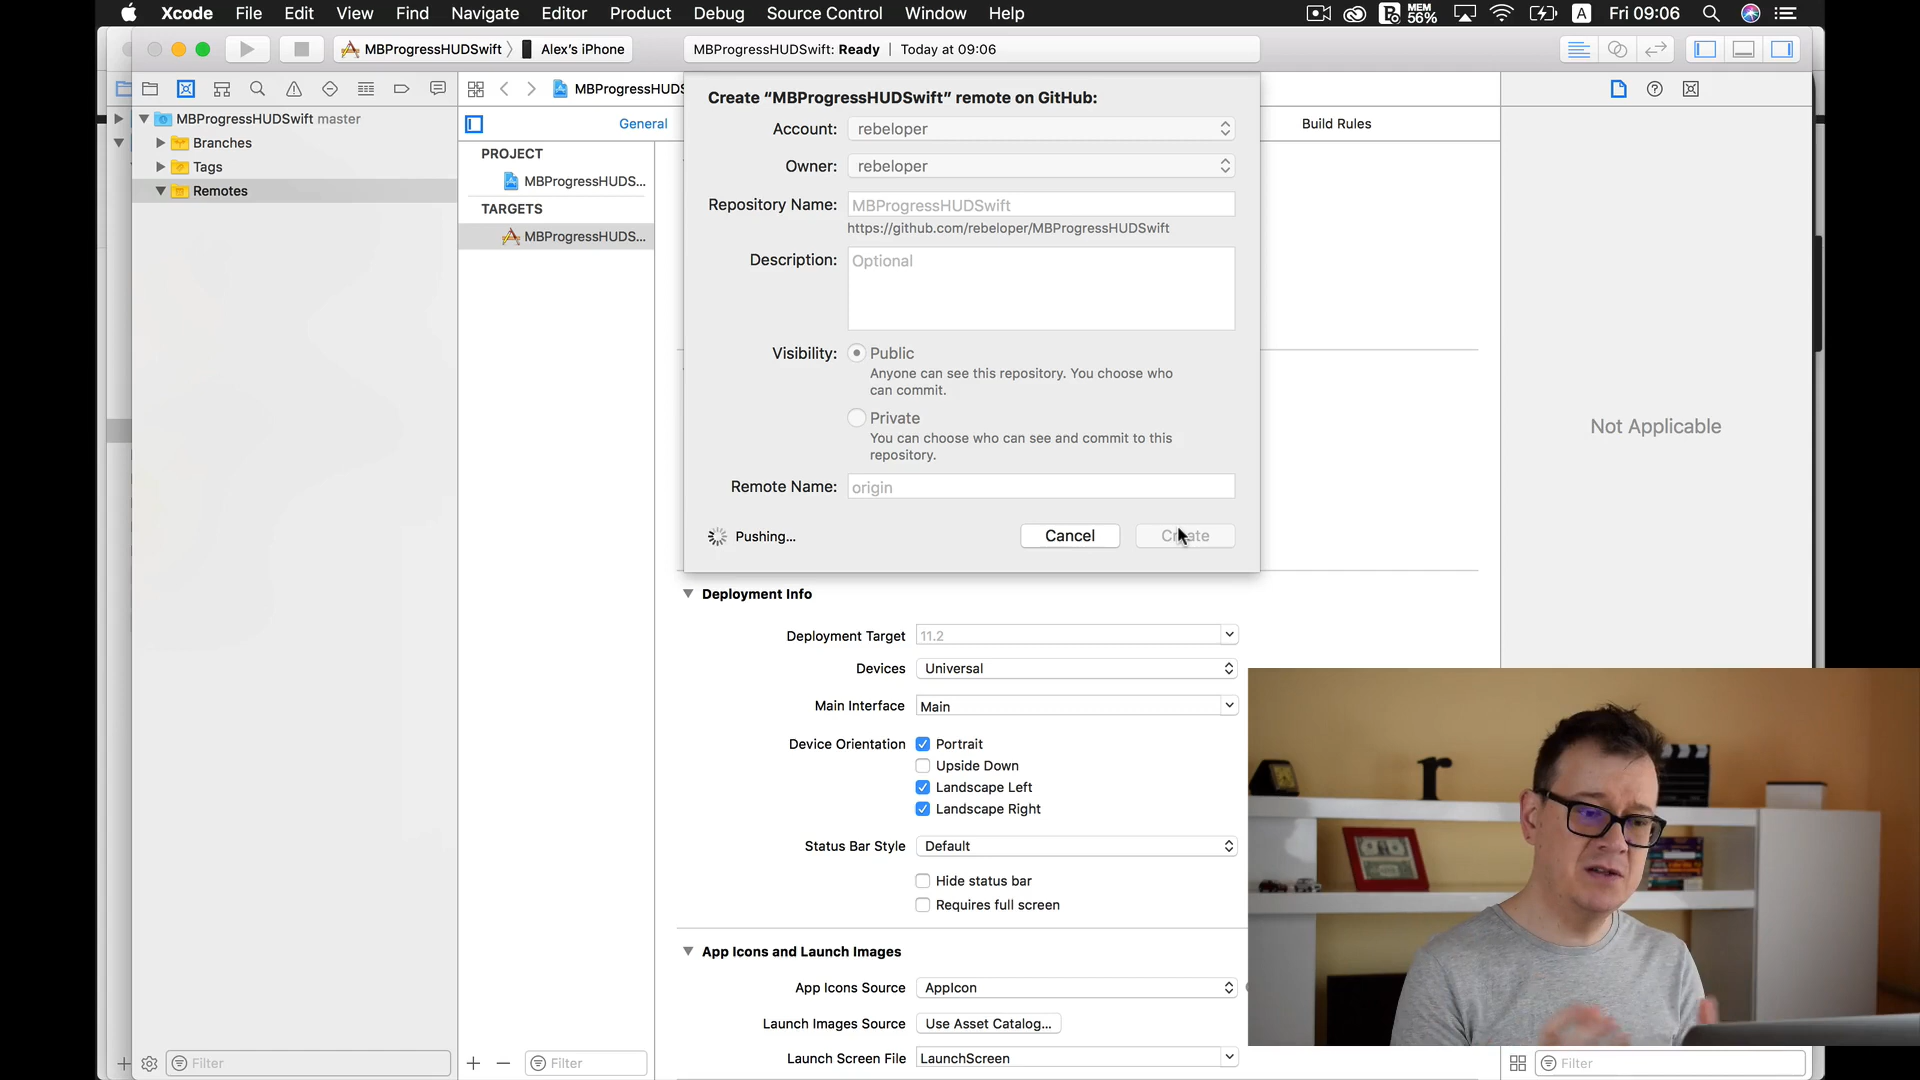 Xcode File Edit View Find Navigate Editor Product Debug Source Control Window Help MEM 56% A Fri 09:06
MBProgressHUDSwift Alex's iPhone MBProgressHUDSwift: Ready | Today at 09:06
MBProgressHUDS
MBProgressHUDSwift master
Branches
Tags
Remotes
General Build Rules
PROJECT
MBProgressHUDS...
TARGETS
MBProgressHUDS...
Create “MBProgressHUDSwift” remote on GitHub:
Account: rebeloper
Owner: rebeloper
Repository Name: MBProgressHUDSwift
https://github.com/rebeloper/MBProgressHUDSwift
Description: Optional
Visibility: Public
Anyone can see this repository. You choose who
can commit.
Private
You can choose who can see and commit to this
repository.
Remote Name: origin
Pushing... Cancel Create
Not Applicable
Deployment Info
Deployment Target 11.2
Devices Universal
Main Interface Main
Device Orientation Portrait
Upside Down
Landscape Left
Landscape Right
Status Bar Style Default
Hide status bar
Requires full screen
App Icons and Launch Images
App Icons Source AppIcon
Launch Images Source Use Asset Catalog...
Launch Screen File LaunchScreen
Filter Filter Filter